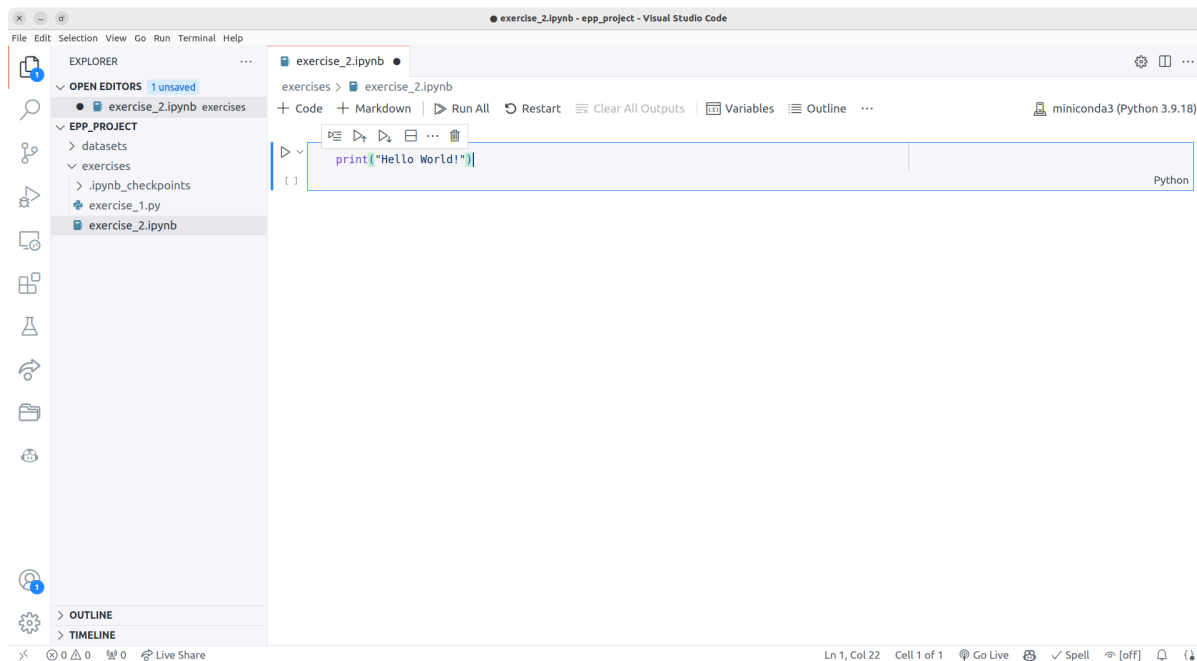 ● exercise_2.ipynb - epp_project - Visual Studio Code
File Edit Selection View Go Run Terminal Help
EXPLORER
OPEN EDITORS 1 unsaved
exercise_2.ipynb exercises
EPP_PROJECT
datasets
exercises
.ipynb_checkpoints
exercise_1.py
exercise_2.ipynb
OUTLINE
TIMELINE
1
1
exercise_2.ipynb ●
exercises > exercise_2.ipynb
+ Code + Markdown | Run All Restart Clear All Outputs | Variables Outline ...
miniconda3 (Python 3.9.18)
print("Hello World!")
[ ]
Python
0 0 0 Live Share
Ln 1, Col 22 Cell 1 of 1 Go Live Spell [off]